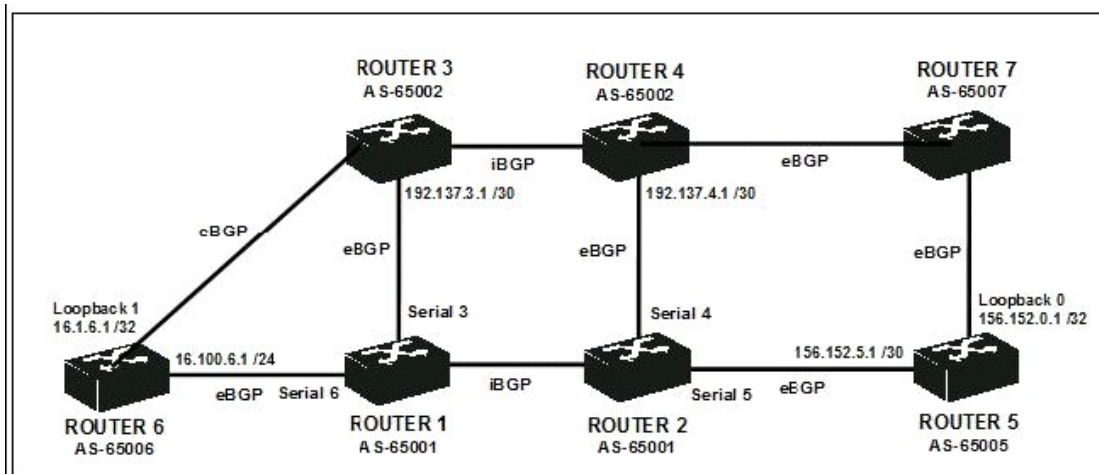 ROUTER 3
AS-65002
ROUTER 4
AS-65002
ROUTER 7
AS-65007
iBGP
eBGP
192.137.3.1 /30
192.137.4.1 /30
cBGP
eBGP
eBGP
eBGP
Loopback 1
16.1.6.1 /32
Serial 3
Serial 4
Loopback 0
156.152.0.1 /32
16.100.6.1 /24
156.152.5.1 /30
eBGP
Serial 6
iBGP
Serial 5
eBGP
ROUTER 6
AS-65006
ROUTER 1
AS-65001
ROUTER 2
AS-65001
ROUTER 5
AS-65005